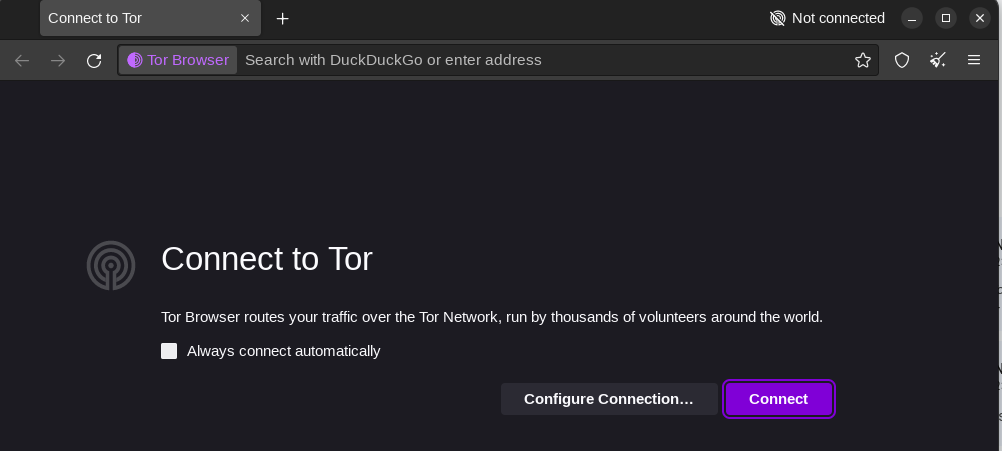 Connect to Tor
Not connected
Tor Browser
Search with DuckDuckGo or enter address
Connect to Tor
Tor Browser routes your traffic over the Tor Network, run by thousands of volunteers around the world.
Always connect automatically
Configure Connection…
Connect